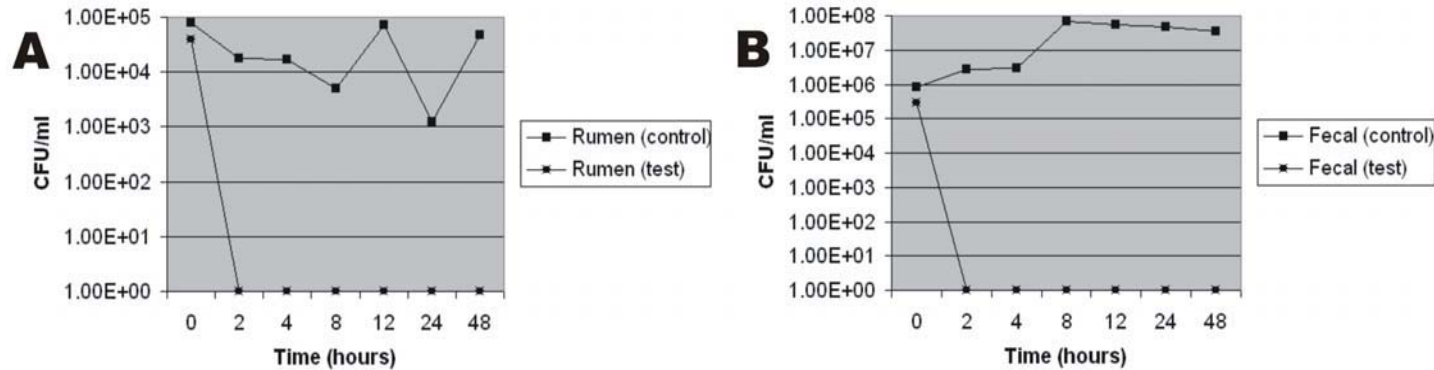 A
CFU/ml
1.00E+05
1.00E+04
1.00E+03
1.00E+02
1.00E+01
1.00E+00
0 2 4 8 12 24 48
Time (hours)
Rumen (control)
Rumen (test)
B
CFU/ml
1.00E+08
1.00E+07
1.00E+06
1.00E+05
1.00E+04
1.00E+03
1.00E+02
1.00E+01
1.00E+00
0 2 4 8 12 24 48
Time (hours)
Fecal (control)
Fecal (test)